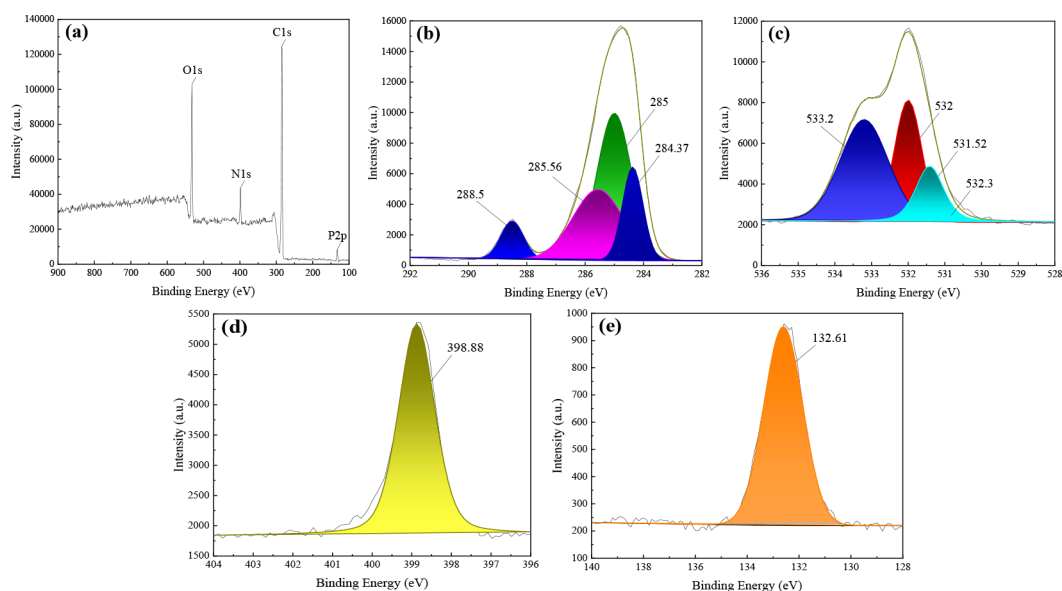 (a)
140000
120000
100000
80000
60000
40000
20000
0
C1s
O1s
N1s
P2p
900 800 700 600 500 400 300 200 100
Intensity (a.u.)
Binding Energy (eV)
(b)
16000
14000
12000
10000
8000
6000
4000
2000
0
285
284.37
285.56
288.5
292 290 288 286 284 282
Intensity (a.u.)
Binding Energy (eV)
(c)
12000
10000
8000
6000
4000
2000
0
533.2
532
531.52
532.3
536 535 534 533 532 531 530 529 528
Intensity (a.u.)
Binding Energy (eV)
(d)
5500
5000
4500
4000
3500
3000
2500
2000
1500
398.88
404 403 402 401 400 399 398 397 396
Intensity (a.u.)
Binding Energy (eV)
(e)
1000
900
800
700
600
500
400
300
200
100
132.61
140 138 136 134 132 130 128
Intensity (a.u.)
Binding Energy (eV)